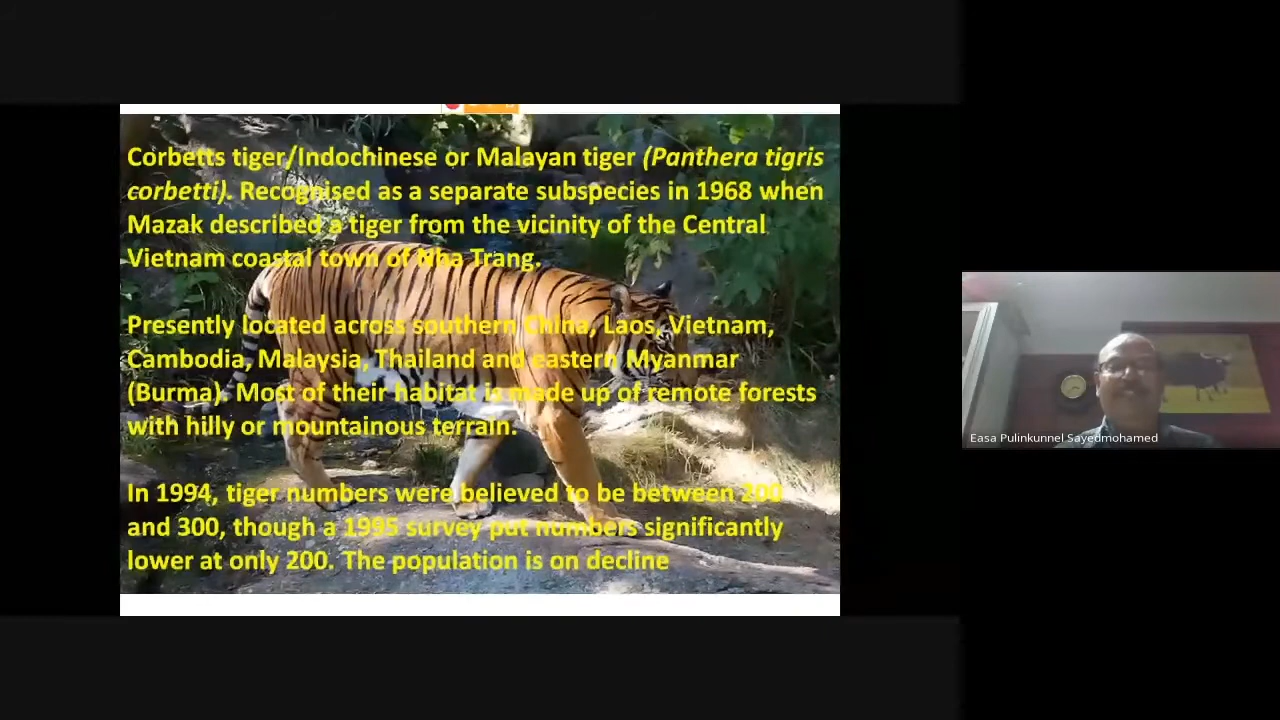 Corbetts tiger/Indochinese or Malayan tiger (Panthera tigris
corbetti). Recognised as a separate subspecies in 1968 when
Mazak described a tiger from the vicinity of the Central
Vietnam coastal town of Nha Trang.
Presently located across southern China, Laos, Vietnam,
Cambodia, Malaysia, Thailand and eastern Myanmar
(Burma). Most of their habitat is made up of remote forests
with hilly or mountainous terrain.
In 1994, tiger numbers were believed to be between 200
and 300, though a 1995 survey put numbers significantly
lower at only 200. The population is on decline
Easa Pulinkunnel Sayedmohamed